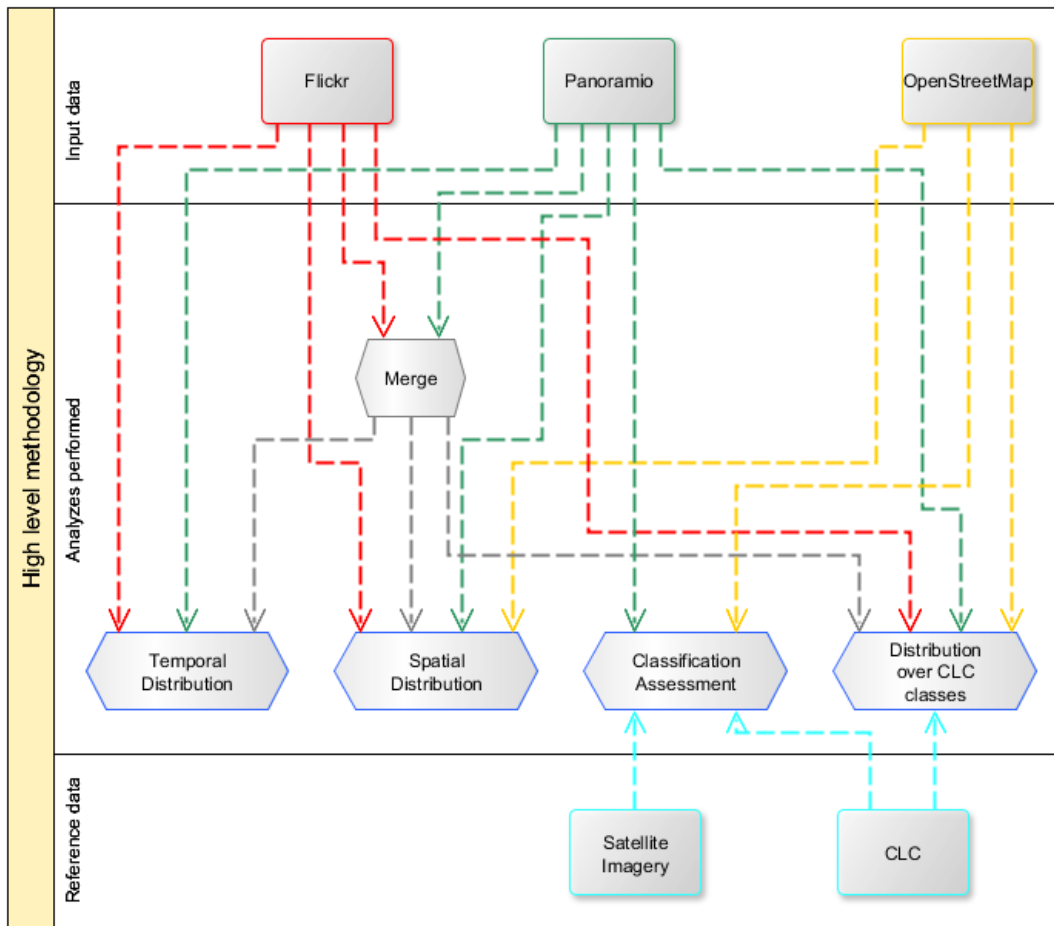 High level methodology
Input data
Flickr
Panoramio
OpenStreetMap
Analyzes performed
Merge
Temporal
Distribution
Spatial
Distribution
Classification
Assessment
Distribution
over CLC
classes
Reference data
Satellite
Imagery
CLC